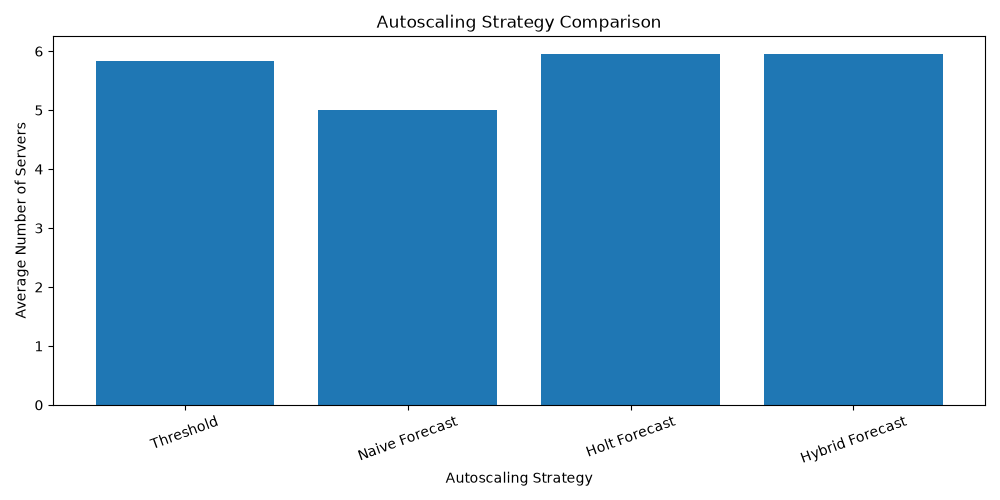 Autoscaling Strategy Comparison
Average Number of Servers
6
5
4
3
2
1
0
Threshold
Naive Forecast
Holt Forecast
Hybrid Forecast
Autoscaling Strategy